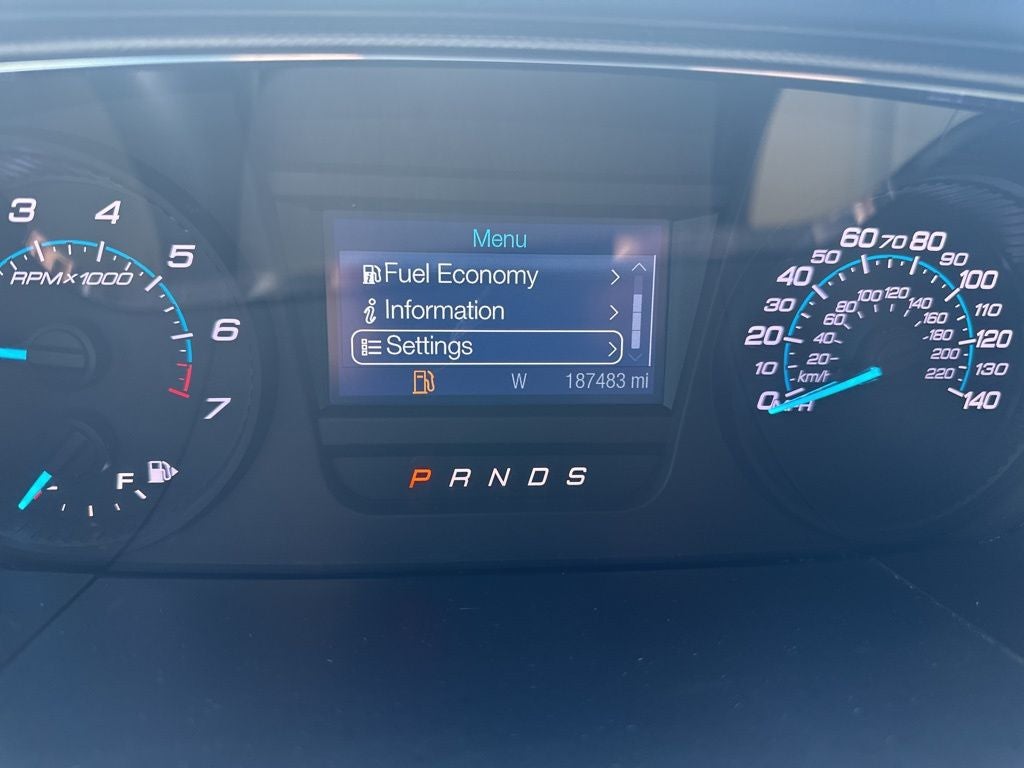 3
4
5
6
7
RPM×1000
F
Menu
Fuel Economy
Information
Settings
W 187483 mi
P R N D S
0 10 20 30 40 50 60 70 80 90 100 110 120 130 140
MPH
20 40 60 80 100 120 140 160 180 200 220
km/h